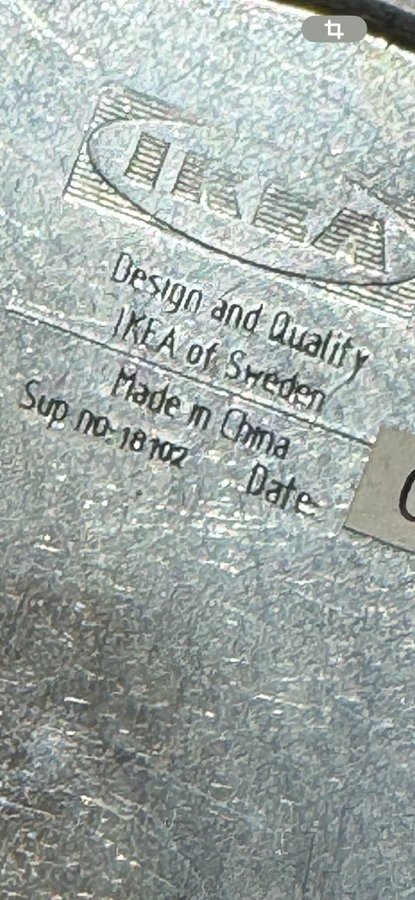 IKEA
Design and Quality
IKEA of Sweden
Made in China
Sup no-18102
Date